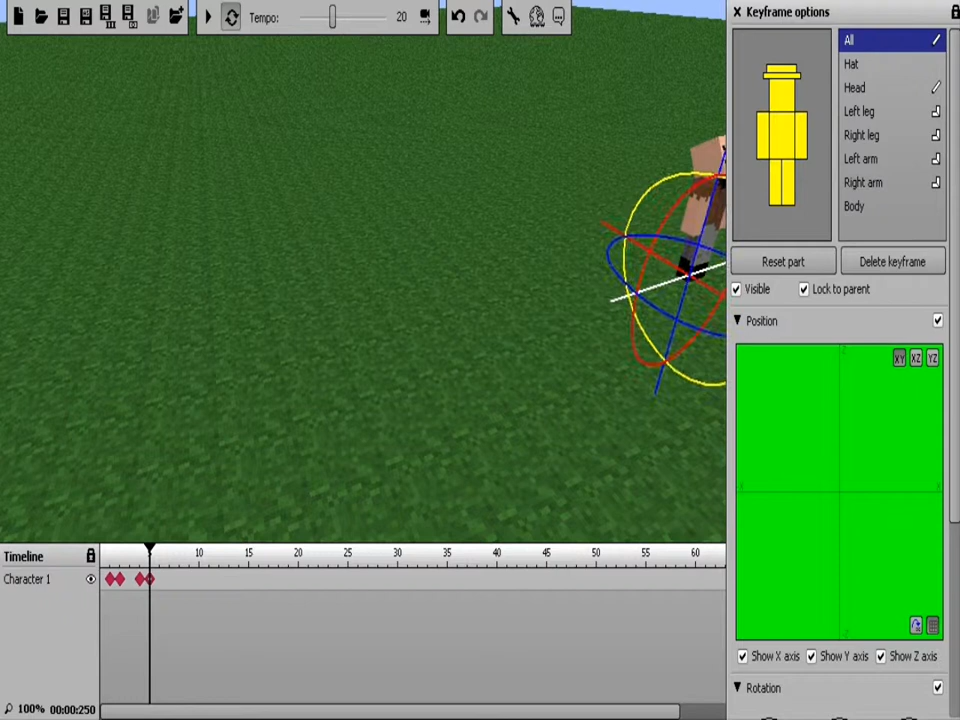 Tempo:
20
Keyframe options
All
Hat
Head
Left leg
Right leg
Left arm
Right arm
Body
Reset part
Delete keyframe
Visible
Lock to parent
Position
XY
XZ
YZ
Show X axis
Show Y axis
Show Z axis
Rotation
Timeline
10
15
20
25
30
35
40
45
50
55
60
Character 1
100%
00:00:250